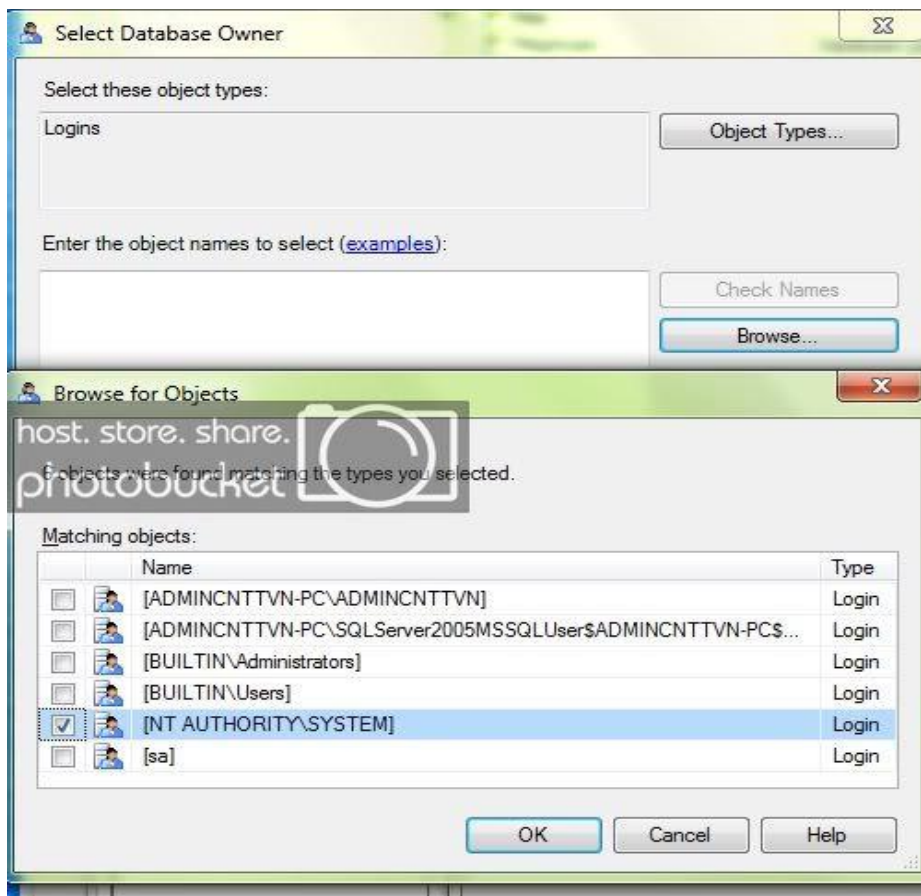 Select Database Owner
Select these object types:
Logins
Object Types...
Enter the object names to select (examples):
Check Names
Browse...
Browse for Objects
host. store. share.
photobucket
6 objects were found matching the types you selected.
Matching objects:
Name Type
[ADMINCNTTVN-PC\ADMINCNTTVN] Login
[ADMINCNTTVN-PC\SQLServer2005MSSQLUser$ADMINCNTTVN-PC$... Login
[BUILTIN\Administrators] Login
[BUILTIN\Users] Login
[NT AUTHORITY\SYSTEM] Login
[sa] Login
OK Cancel Help